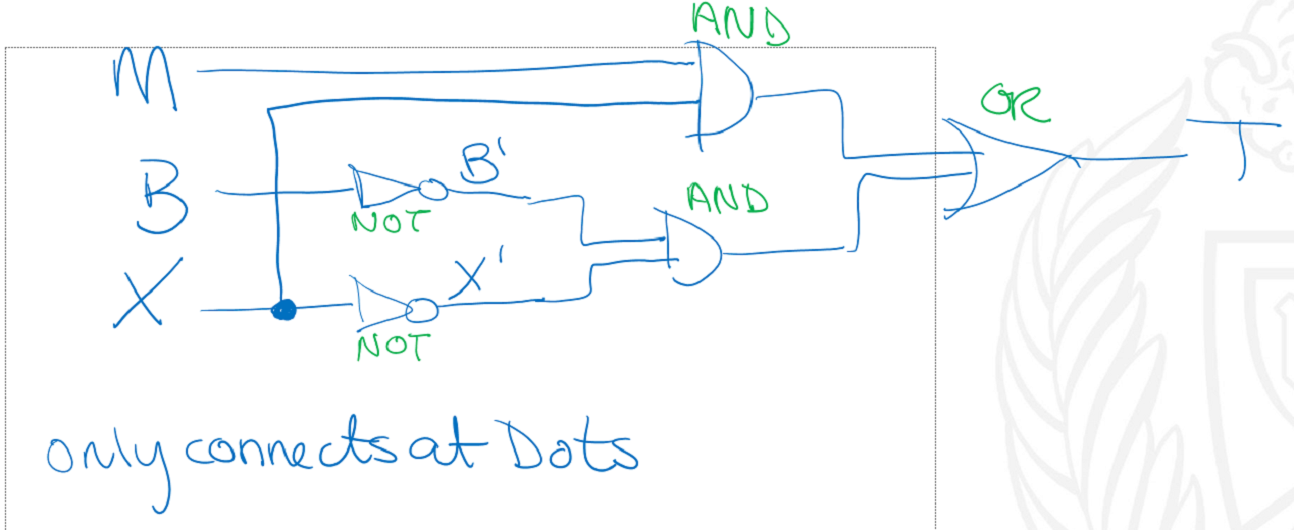 AND
M
OR
T
B
B'
NOT
AND
X
X'
NOT
only connects at Dots